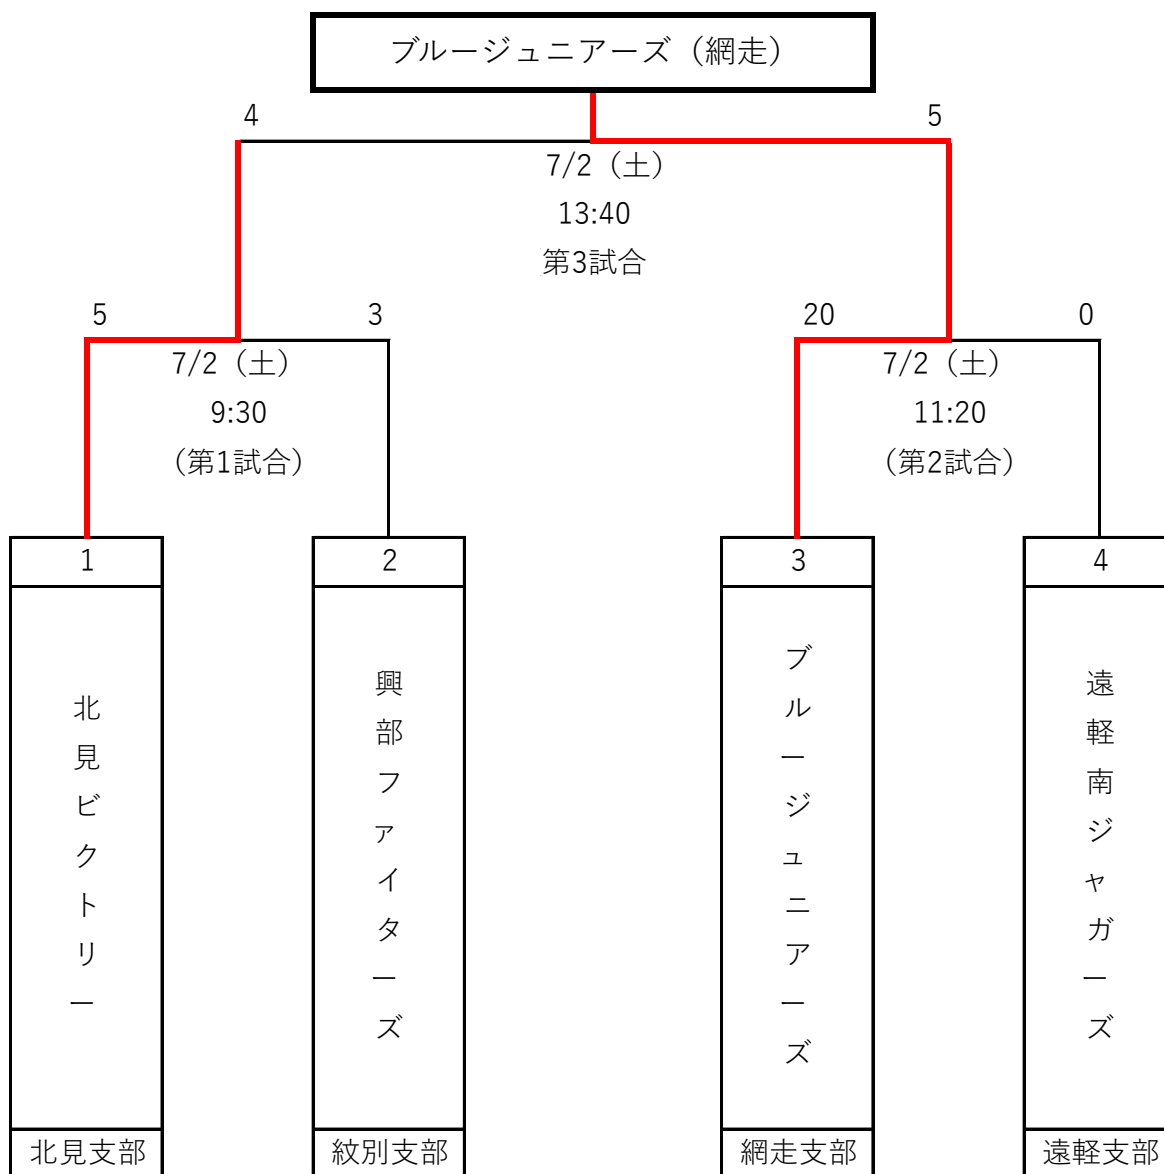 ブルージュニアーズ（網走）
4
5
7/2（土）
13:40
第3試合
5
3
20
0
7/2（土）
9:30
（第1試合）
7/2（土）
11:20
（第2試合）
1
2
3
4
北見ビクトリー
興部ファイターズ
ブルージュニアーズ
遠軽南ジャガーズ
北見支部
紋別支部
網走支部
遠軽支部